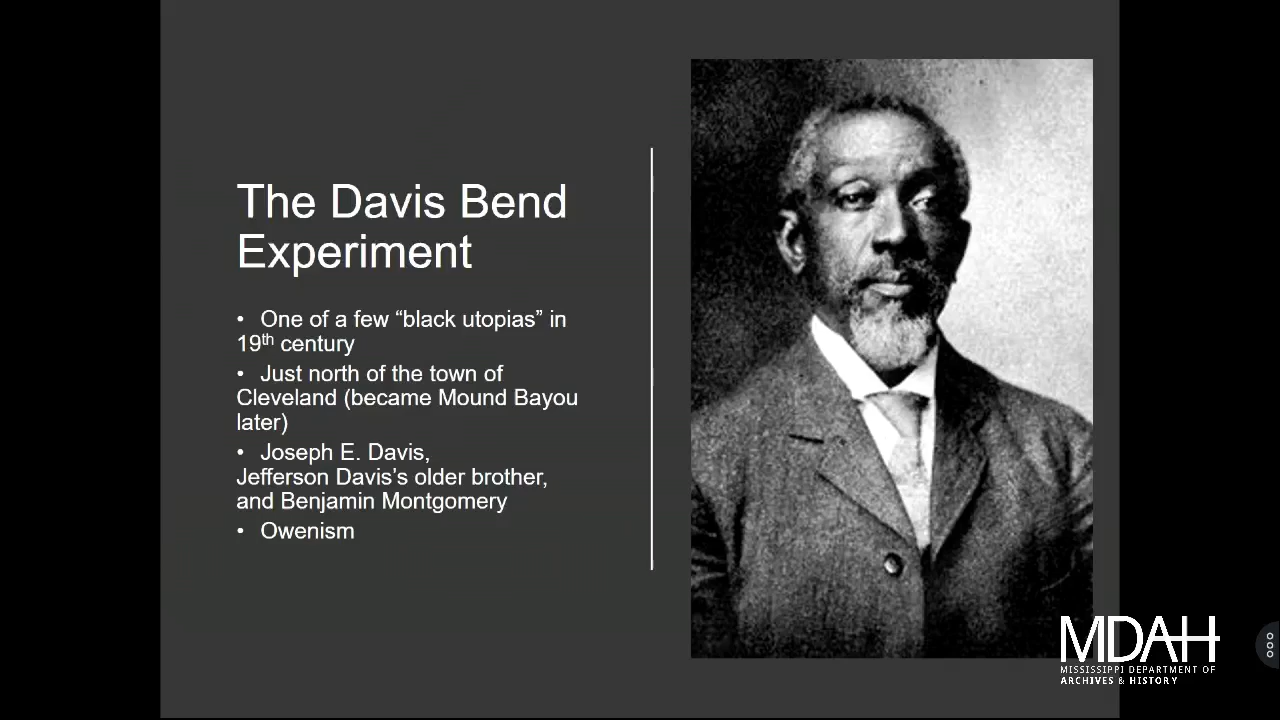 The Davis Bend
Experiment
• One of a few “black utopias” in
19th century
• Just north of the town of
Cleveland (became Mound Bayou
later)
• Joseph E. Davis,
Jefferson Davis’s older brother,
and Benjamin Montgomery
• Owenism
MDAH
MISSISSIPPI DEPARTMENT OF
ARCHIVES & HISTORY